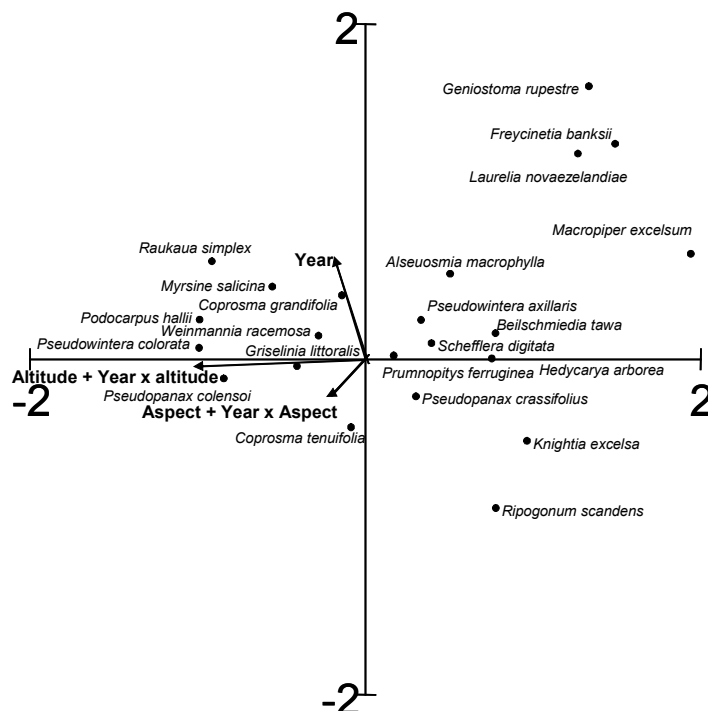 2
Geniostoma rupestre
Freycinetia banksii
Laurelia novaezelandiae
Macropiper excelsum
Raukaua simplex
Year
Alseuosmia macrophylla
Myrsine salicina
Coprosma grandifolia
Pseudowintera axillaris
Podocarpus hallii
Weinmannia racemosa
Beilschmiedia tawa
Pseudowintera colorata
Griselinia littoralis
Schefflera digitata
Altitude + Year x altitude
Prumnopitys ferruginea
Hedycarya arborea
-2
2
Pseudopanax colensoi
Pseudopanax crassifolius
Aspect + Year x Aspect
Coprosma tenuifolia
Knightia excelsa
Ripogonum scandens
-2